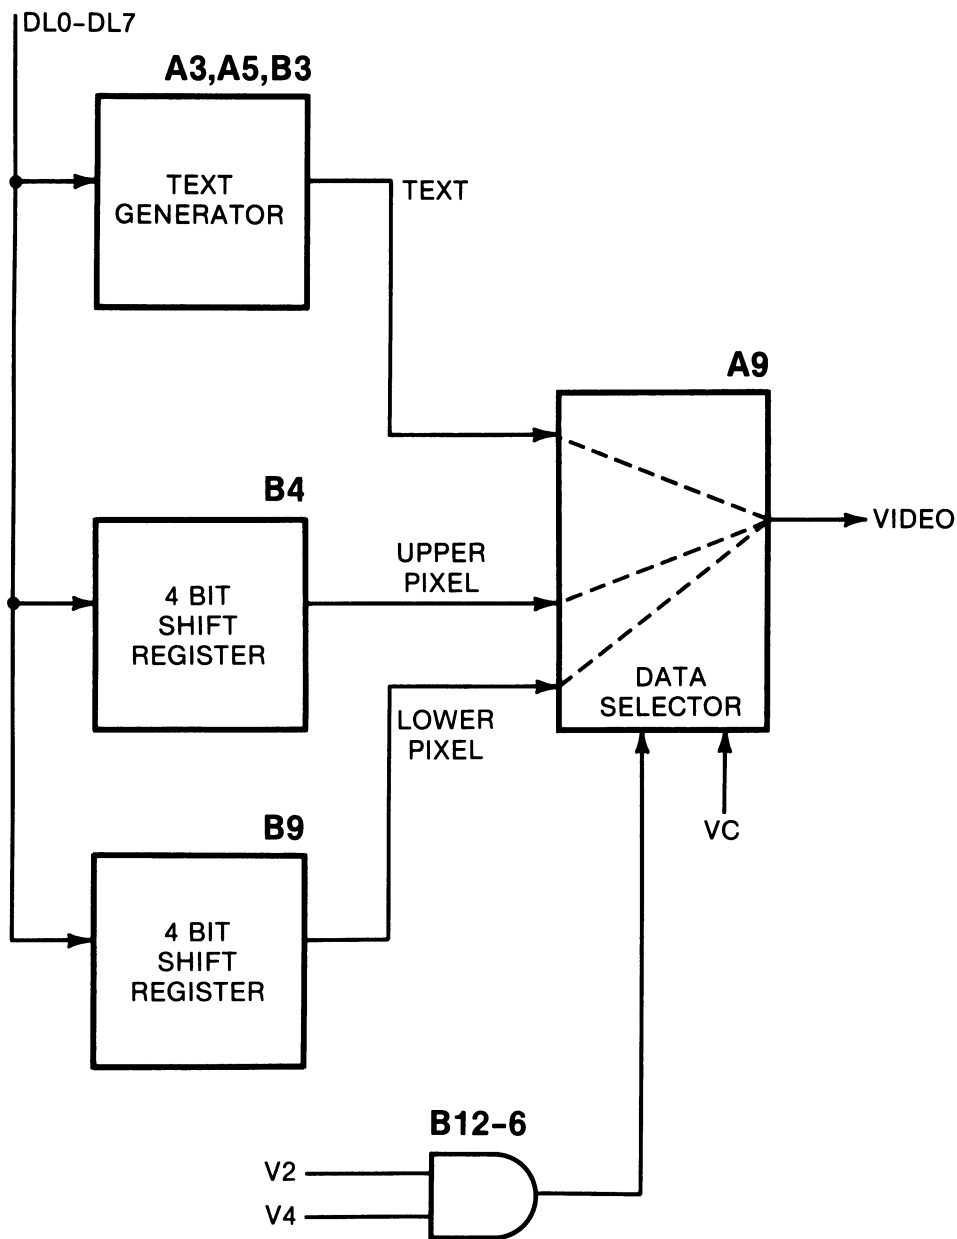 DL0-DL7
A3,A5,B3
TEXT
GENERATOR
TEXT
A9
B4
UPPER
PIXEL
VIDEO
4 BIT
SHIFT
REGISTER
DATA
SELECTOR
LOWER
PIXEL
B9
VC
4 BIT
SHIFT
REGISTER
B12-6
V2
V4